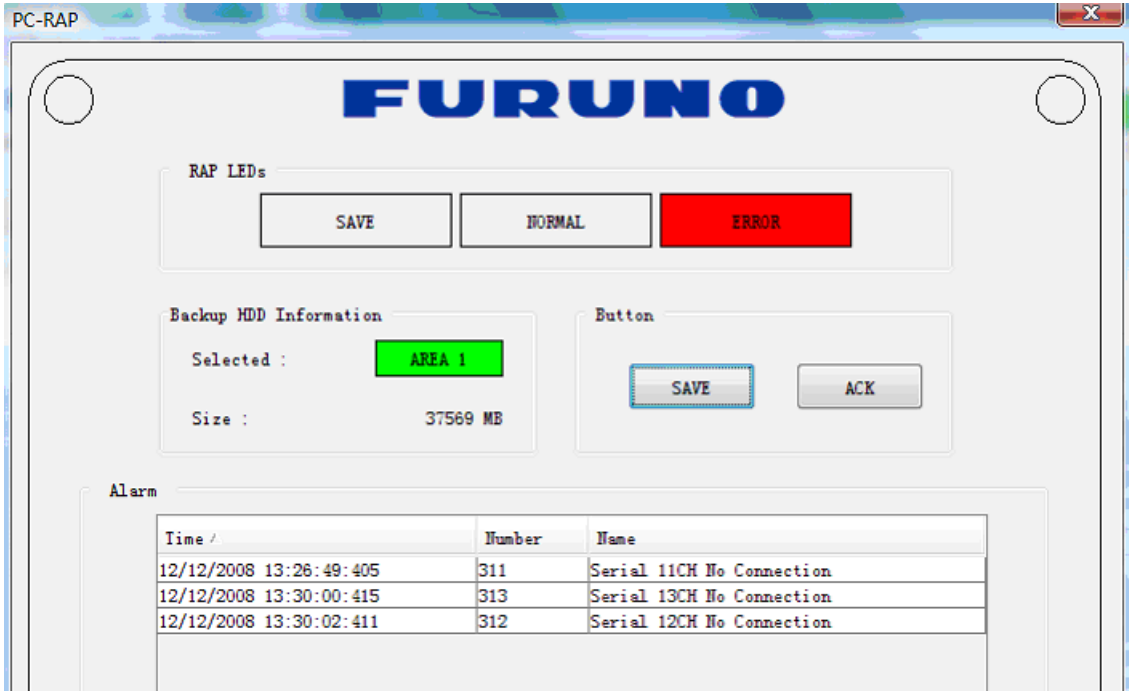 PC-RAP
FURUNO
RAP LEDs
SAVE NORMAL ERROR
Backup HDD Information
Selected : AREA 1
Size : 37569 MB
Button
SAVE ACK
Alarm
Time Number Name
12/12/2008 13:26:49:405 311 Serial 11CH No Connection
12/12/2008 13:30:00:415 313 Serial 13CH No Connection
12/12/2008 13:30:02:411 312 Serial 12CH No Connection